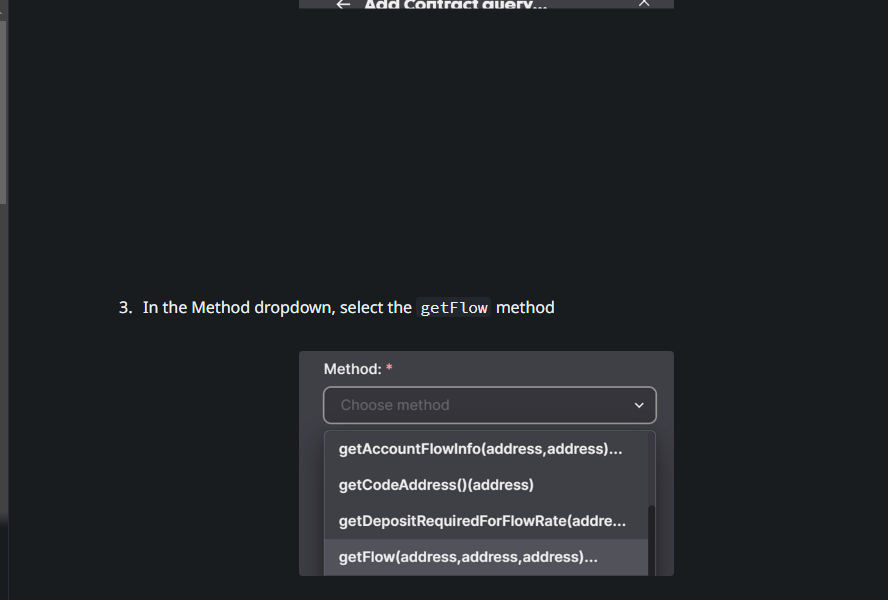 ← Add Contract query...
3. In the Method dropdown, select the getFlow method
Method: *
Choose method
getAccountFlowInfo(address,address)...
getCodeAddress()(address)
getDepositRequiredForFlowRate(addre...
getFlow(address,address,address)...